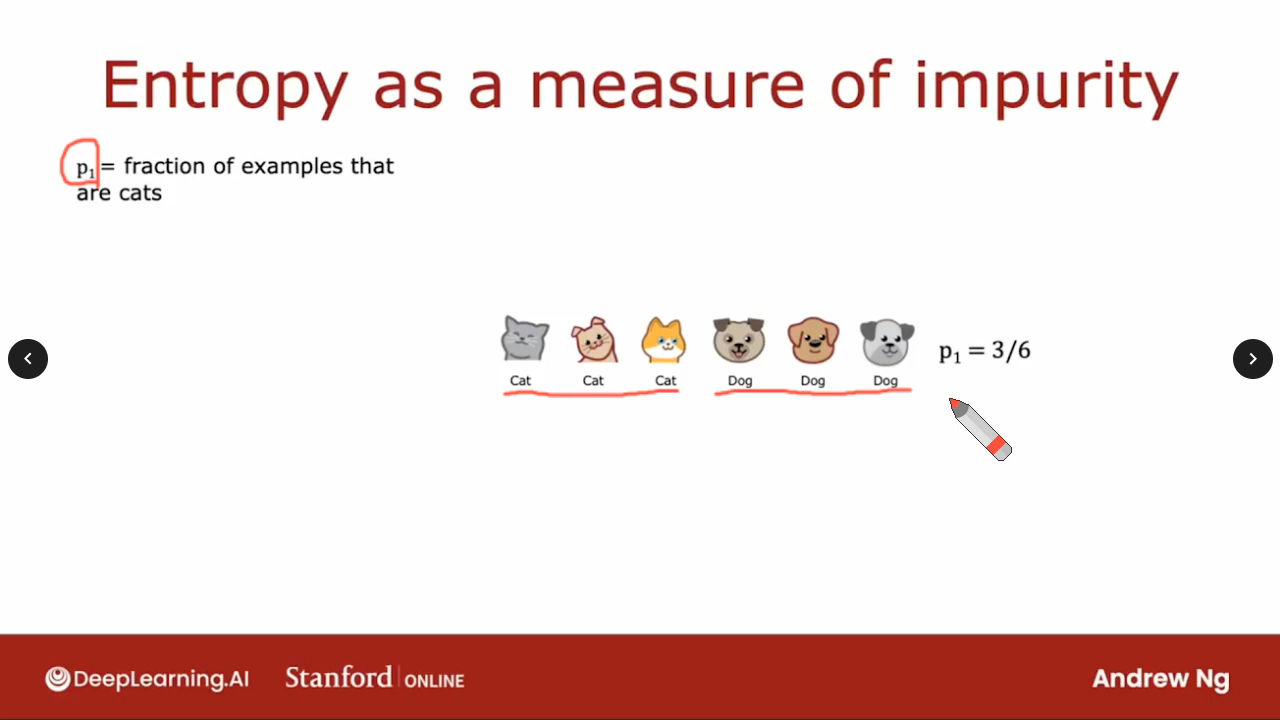 Entropy as a measure of impurity
p₁ = fraction of examples that
are cats
Cat Cat Cat Dog Dog Dog
p₁ = 3/6
DeepLearning.AI Stanford ONLINE Andrew Ng